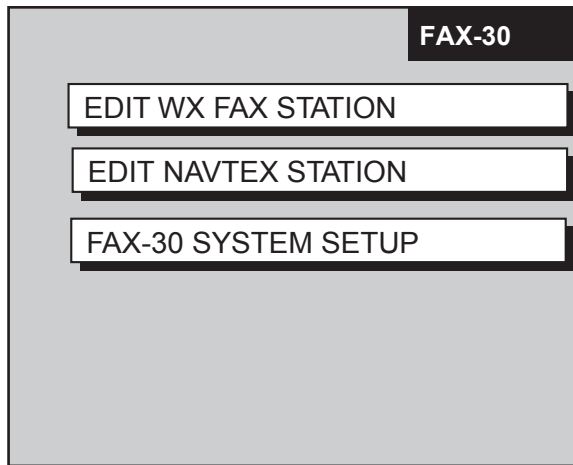 FAX-30
EDIT WX FAX STATION
EDIT NAVTEX STATION
FAX-30 SYSTEM SETUP